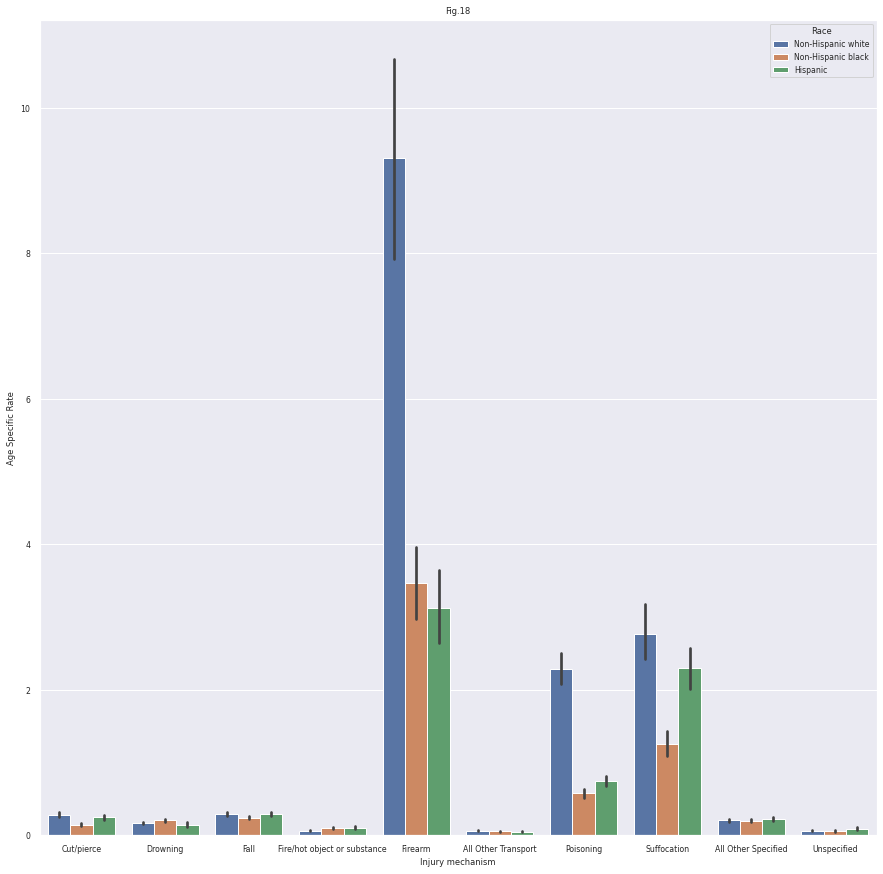 Fig.18
Race
Non-Hispanic white
Non-Hispanic black
Hispanic
Age Specific Rate
10
8
6
4
2
0
Cut/pierce
Drowning
Fall
Fire/hot object or substance
Firearm
All Other Transport
Poisoning
Suffocation
All Other Specified
Unspecified
Injury mechanism